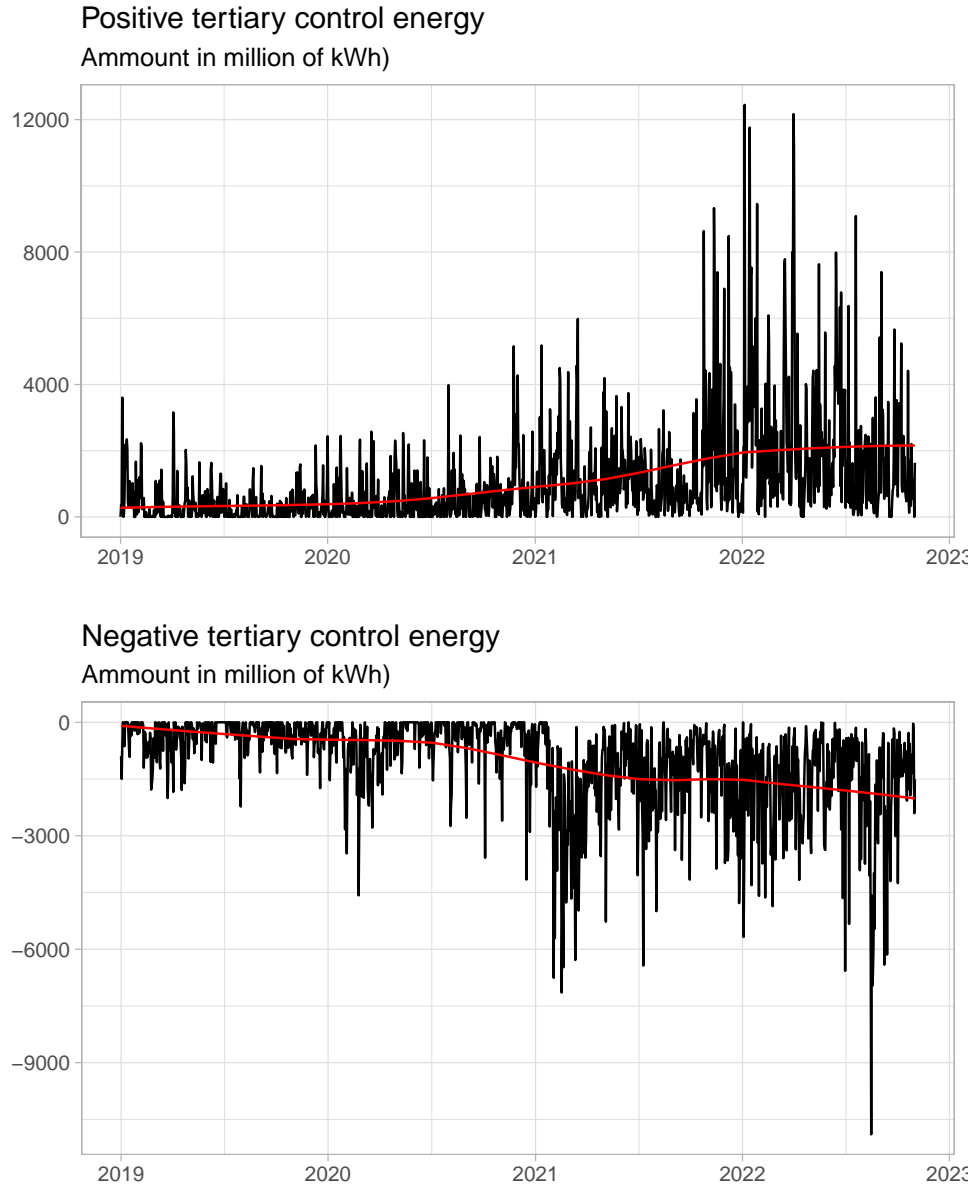 Positive tertiary control energy
Ammount in million of kWh)
12000
8000
4000
0
2019 2020 2021 2022 2023
Negative tertiary control energy
Ammount in million of kWh)
0
−3000
−6000
−9000
2019 2020 2021 2022 2023